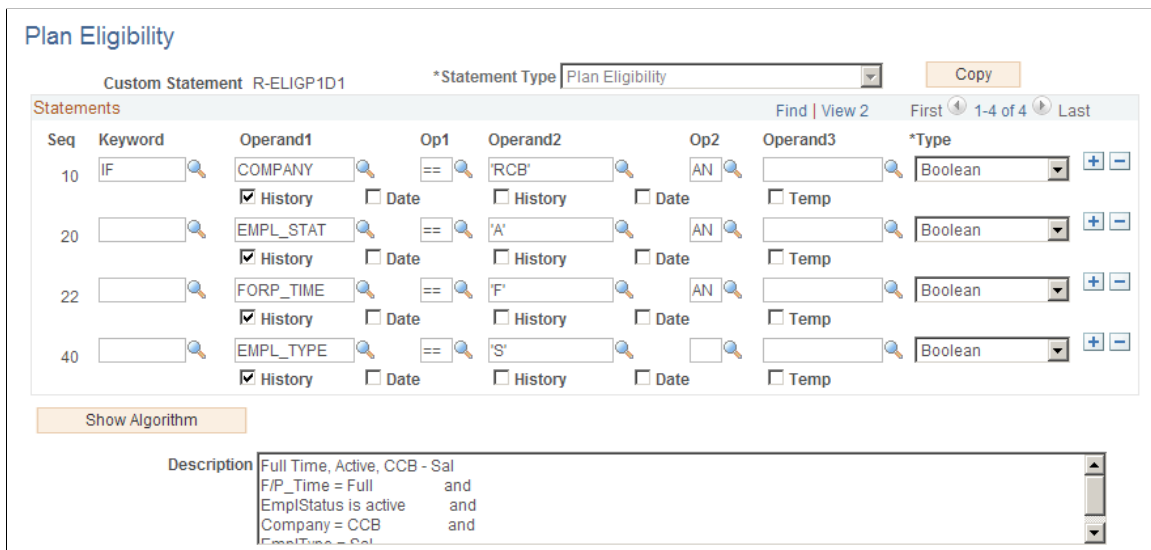 Plan Eligibility
Custom Statement R-ELIGP1D1 *Statement Type Plan Eligibility Copy
Statements Find | View 2 First 1-4 of 4 Last
Seq Keyword Operand1 Op1 Operand2 Op2 Operand3 *Type
10 IF COMPANY == 'RCB' AN Boolean
History Date History Date Temp
20 EMPL_STAT == 'A' AN Boolean
History Date History Date Temp
22 FORP_TIME == 'F' AN Boolean
History Date History Date Temp
40 EMPL_TYPE == 'S' Boolean
History Date History Date Temp
Show Algorithm
Description Full Time, Active, CCB - Sal
F/P_Time = Full and
EmplStatus is active and
Company = CCB and
EmplType = Sal